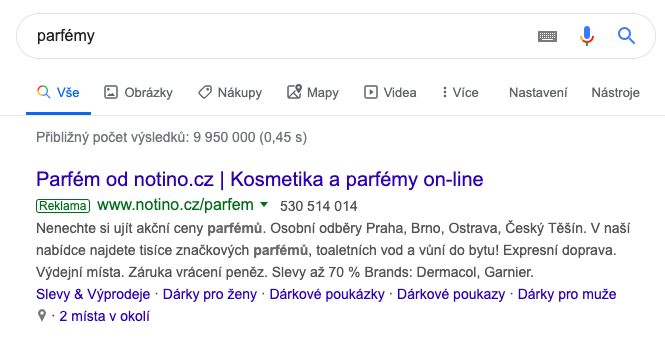 parfémy
Vše Obrázky Nákupy Mapy Videa Více Nastavení Nástroje
Přibližný počet výsledků: 9 950 000 (0,45 s)
Parfém od notino.cz | Kosmetika a parfémy on-line
Reklama www.notino.cz/parfem 530 514 014
Nenechte si ujít akční ceny parfémů. Osobní odběry Praha, Brno, Ostrava, Český Těšín. V naší
nabídce najdete tisíce značkových parfémů, toaletních vod a vůní do bytu! Expresní doprava.
Výdejní místa. Záruka vrácení peněz. Slevy až 70 % Brands: Dermacol, Garnier.
Slevy & Výprodeje · Dárky pro ženy · Dárkové poukázky · Dárkové poukazy · Dárky pro muže
· 2 místa v okolí